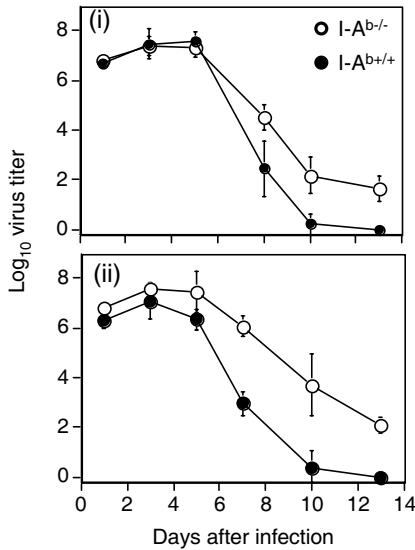 (i)
I-A^b-/-
I-A^b+/+
8
6
4
2
0
Log₁₀ virus titer
(ii)
8
6
4
2
0
0 2 4 6 8 10 12 14
Days after infection